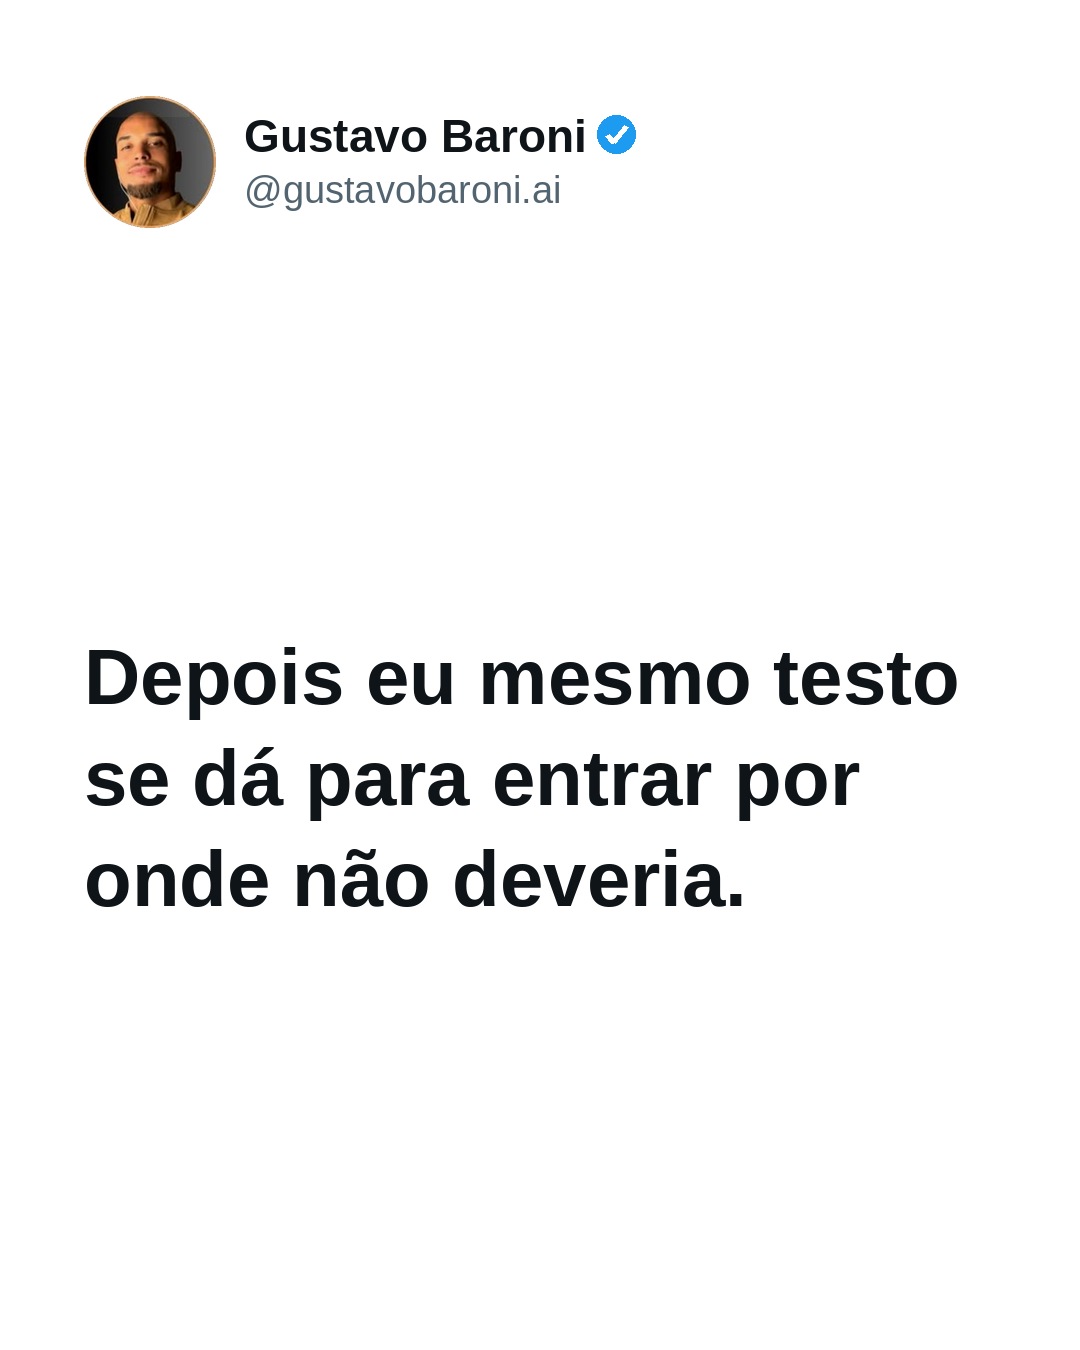 Gustavo Baroni
@gustavobaroni.ai
Depois eu mesmo testo
se dá para entrar por
onde não deveria.